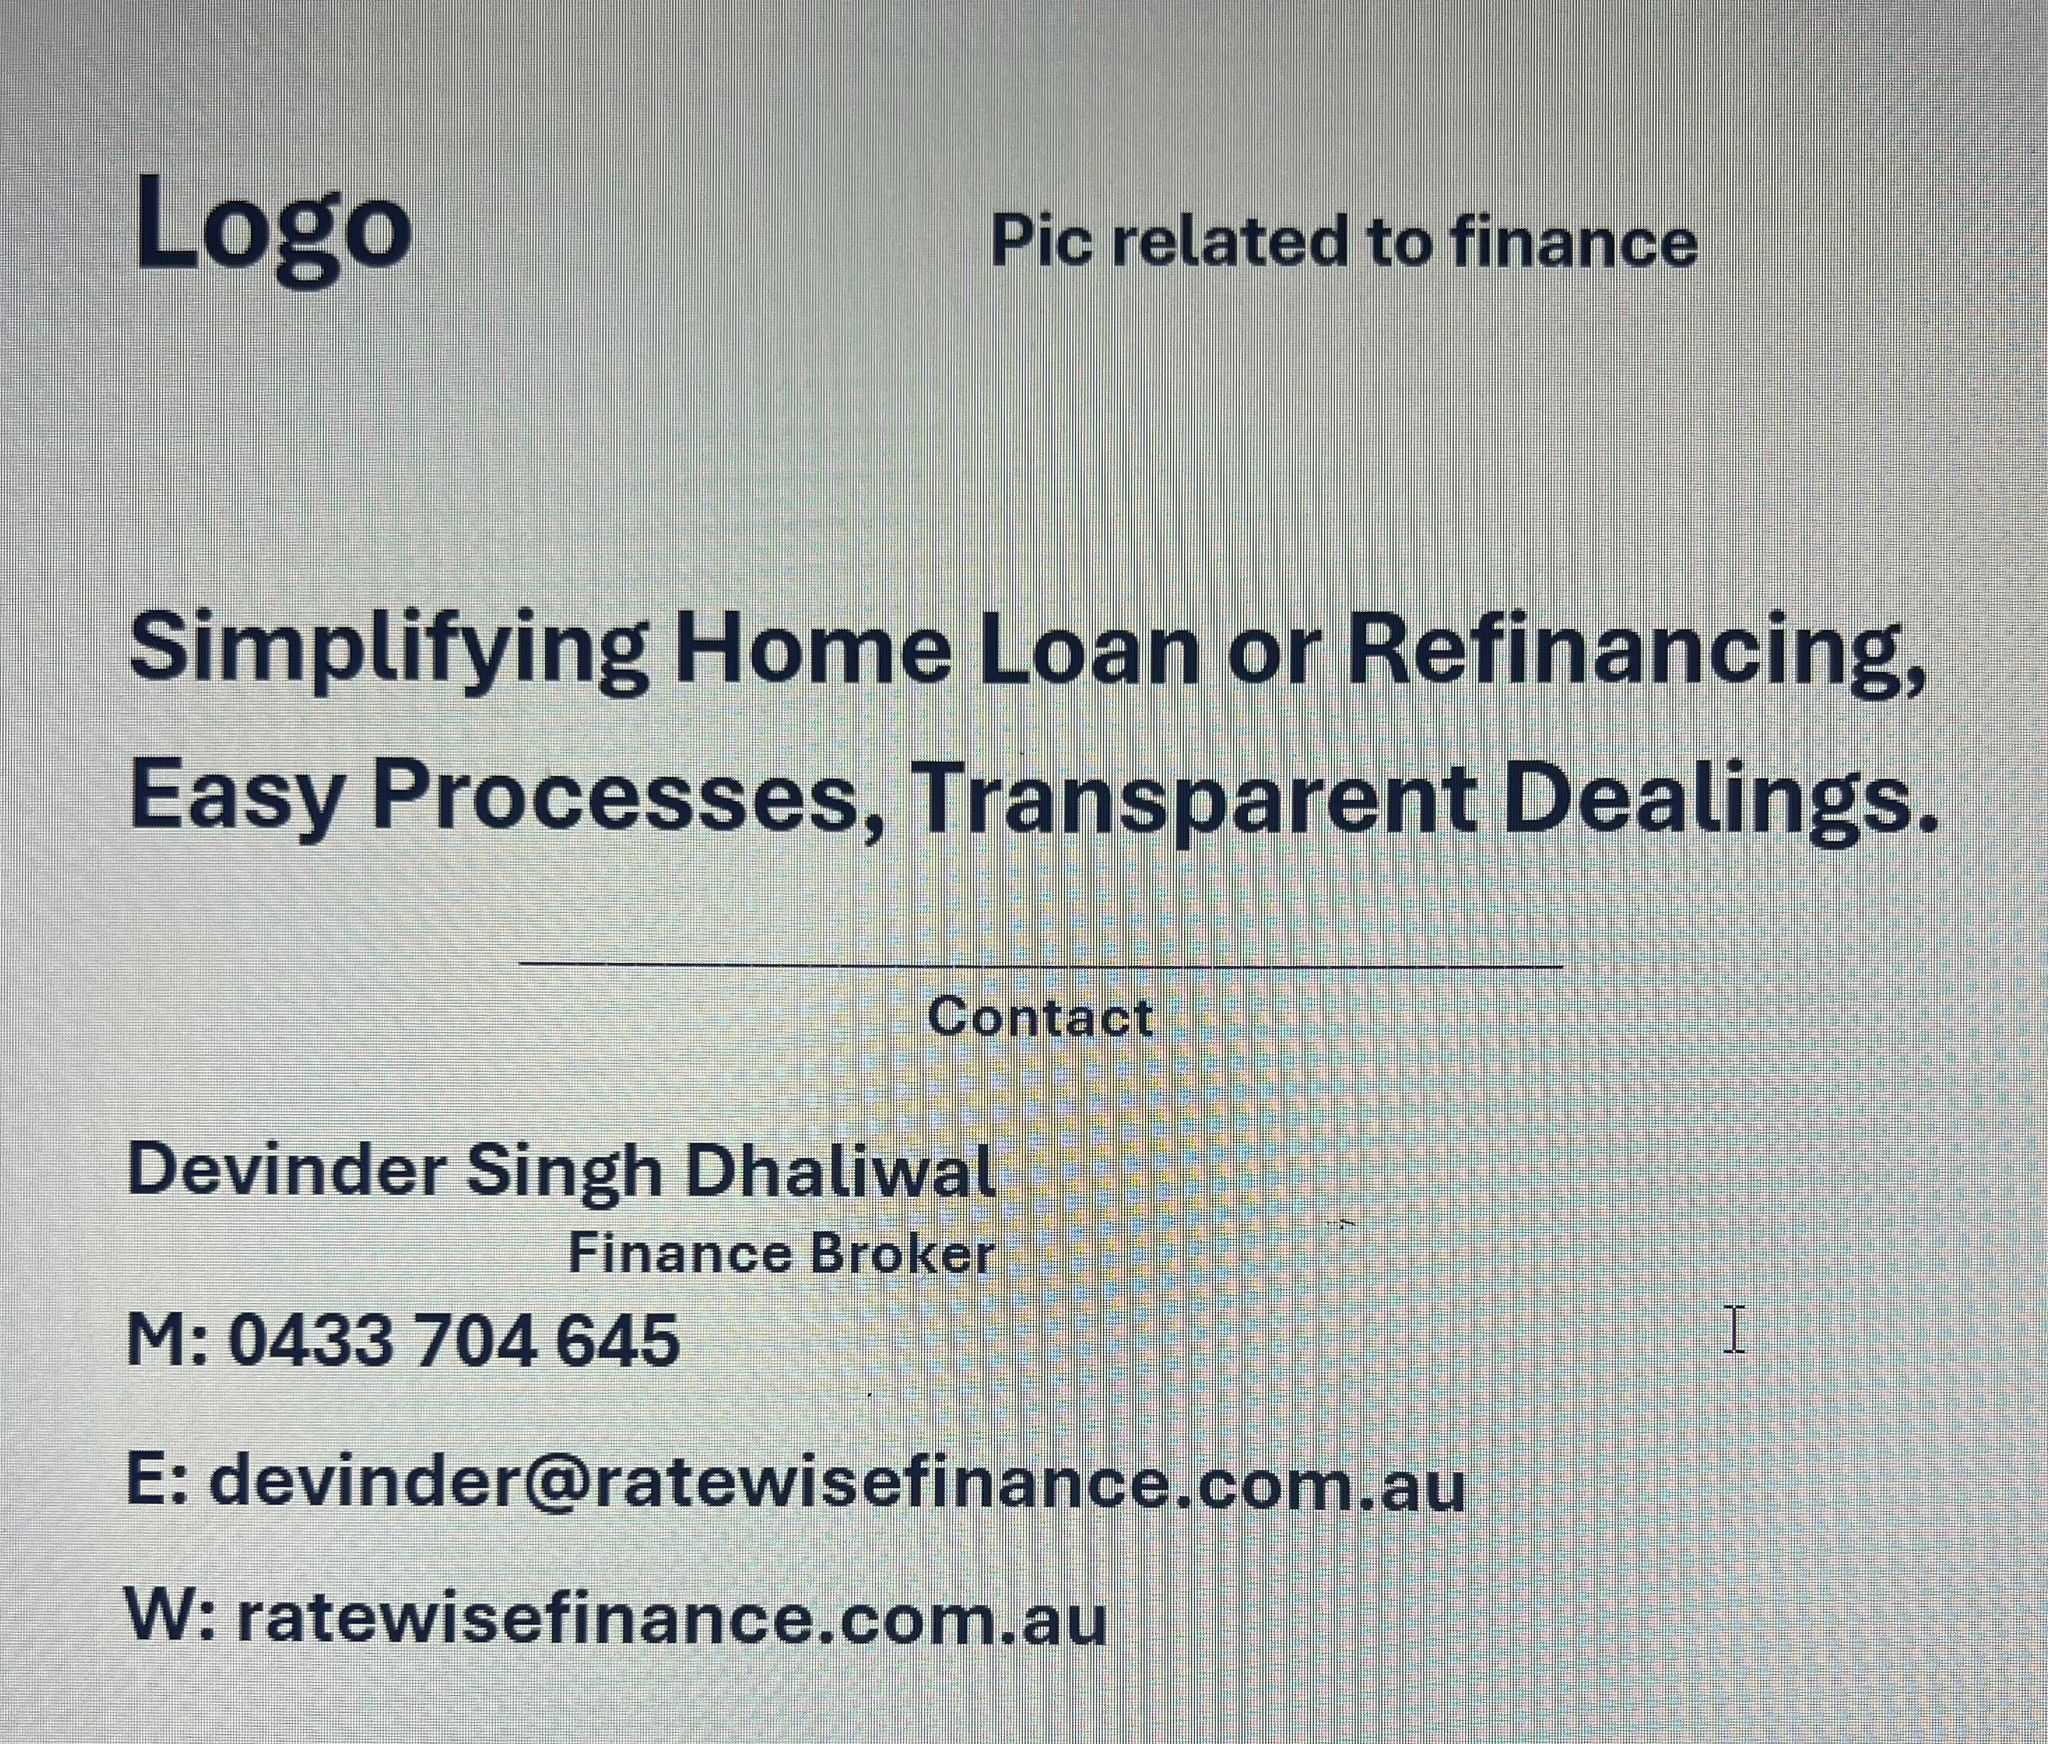 Logo
Pic related to finance
Simplifying Home Loan or Refinancing,
Easy Processes, Transparent Dealings.
Contact
Devinder Singh Dhaliwal
Finance Broker
M: 0433 704 645
E: devinder@ratewisefinance.com.au
W: ratewisefinance.com.au